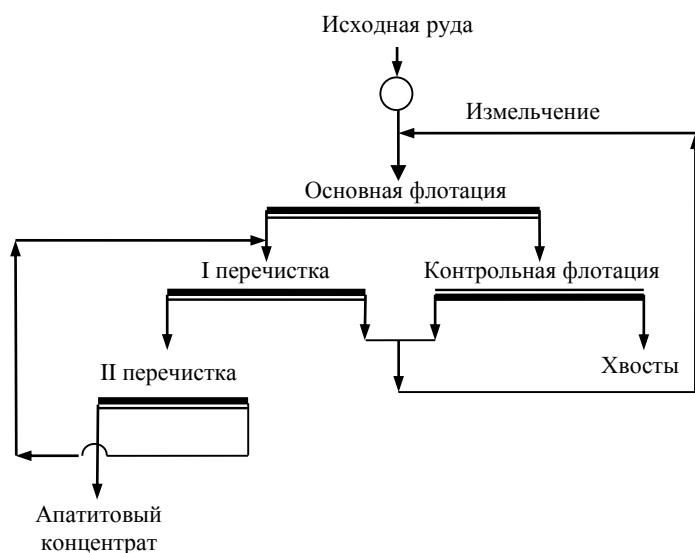 Исходная руда
Измельчение
Основная флотация
I перечистка
Контрольная флотация
Хвосты
II перечистка
Апатитовый
концентрат